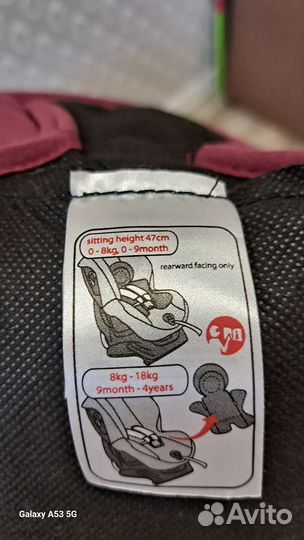 sitting height 47cm
0 - 8kg, 0 - 9month
rearward facing only
8kg - 18kg
9month - 4years
Galaxy A53 5G
Avito